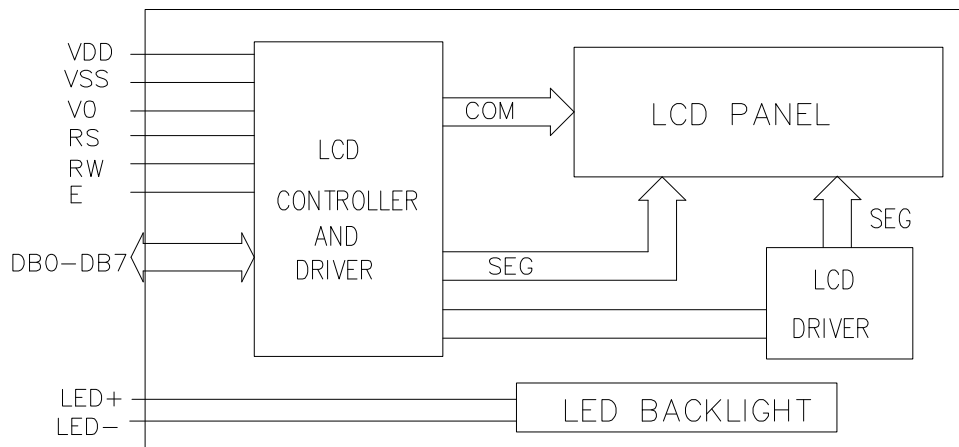 VDD
VSS
VO
RS
RW
E
DB0-DB7
LED+
LED-
LCD
CONTROLLER
AND
DRIVER
COM
SEG
LCD PANEL
SEG
LCD
DRIVER
LED BACKLIGHT